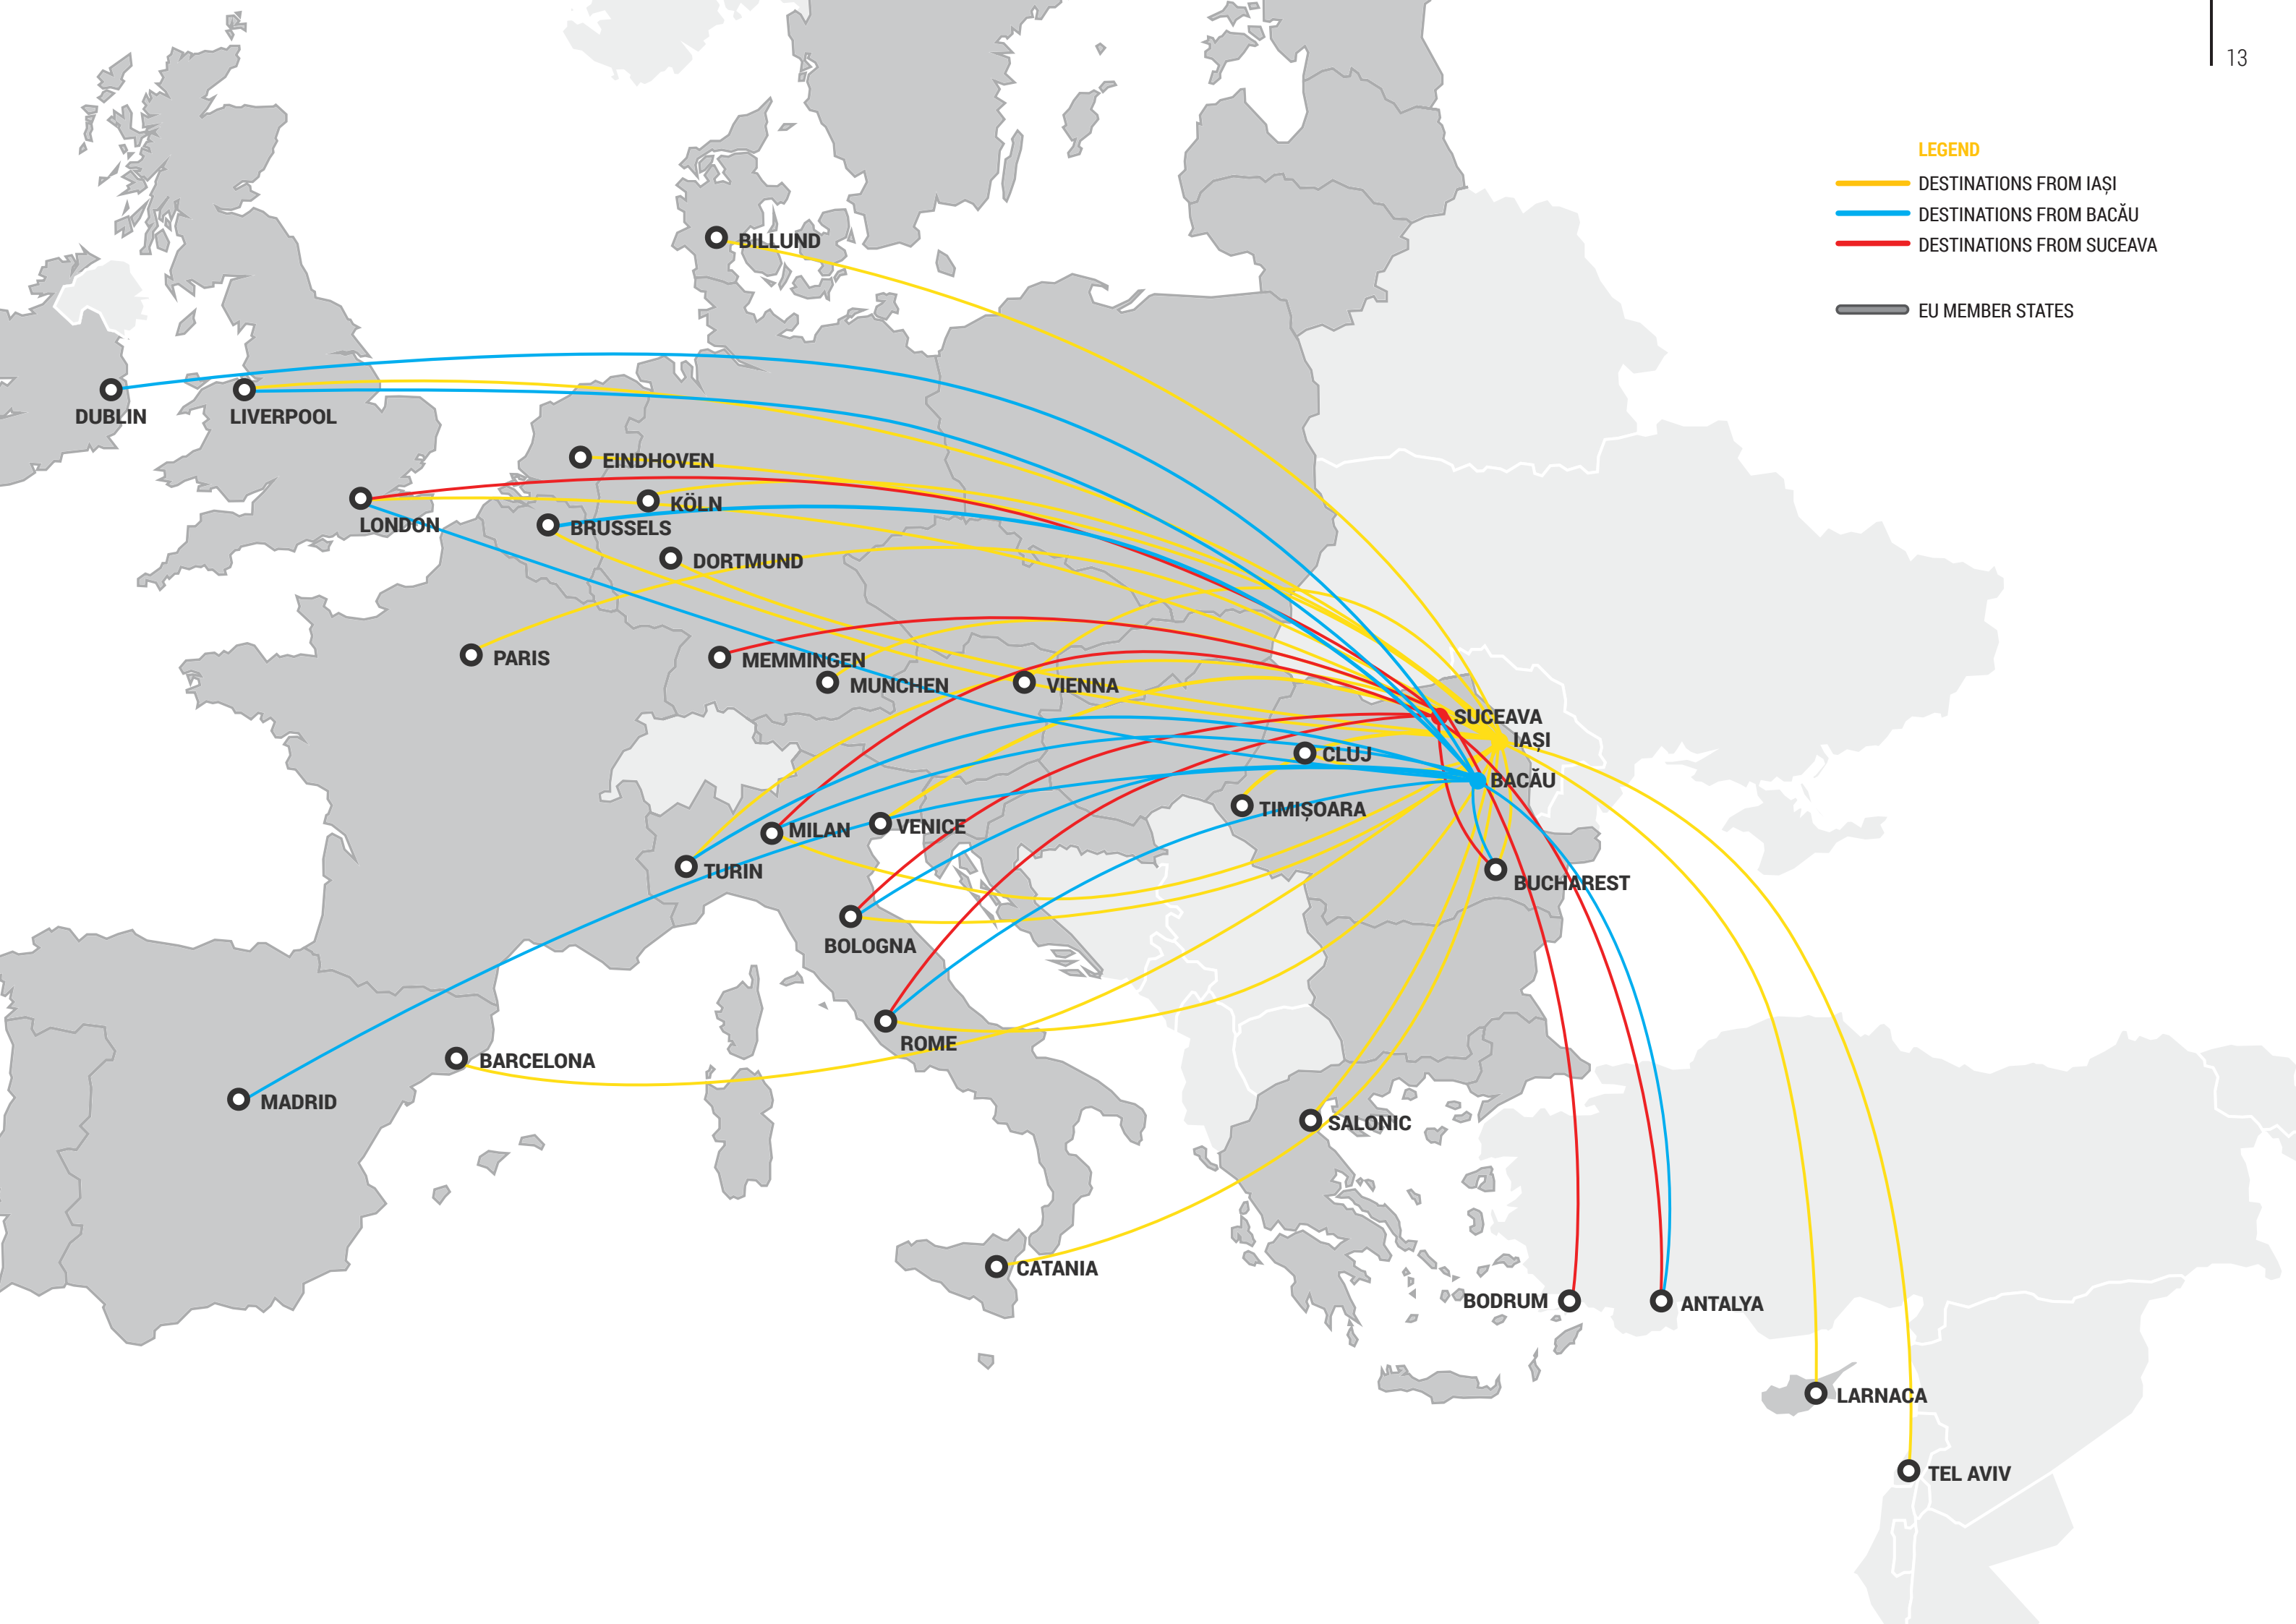 13
LEGEND
DESTINATIONS FROM IAȘI
DESTINATIONS FROM BACĂU
DESTINATIONS FROM SUCEAVA
EU MEMBER STATES
BILLUND
DUBLIN
LIVERPOOL
EINDHOVEN
KÖLN
LONDON
BRUSSELS
DORTMUND
PARIS
MEMMINGEN
MUNCHEN
VIENNA
SUCEAVA
IAȘI
CLUJ
BACĂU
TIMIȘOARA
MILAN
VENICE
TURIN
BUCHAREST
BOLOGNA
ROME
BARCELONA
MADRID
SALONIC
CATANIA
BODRUM
ANTALYA
LARNACA
TEL AVIV